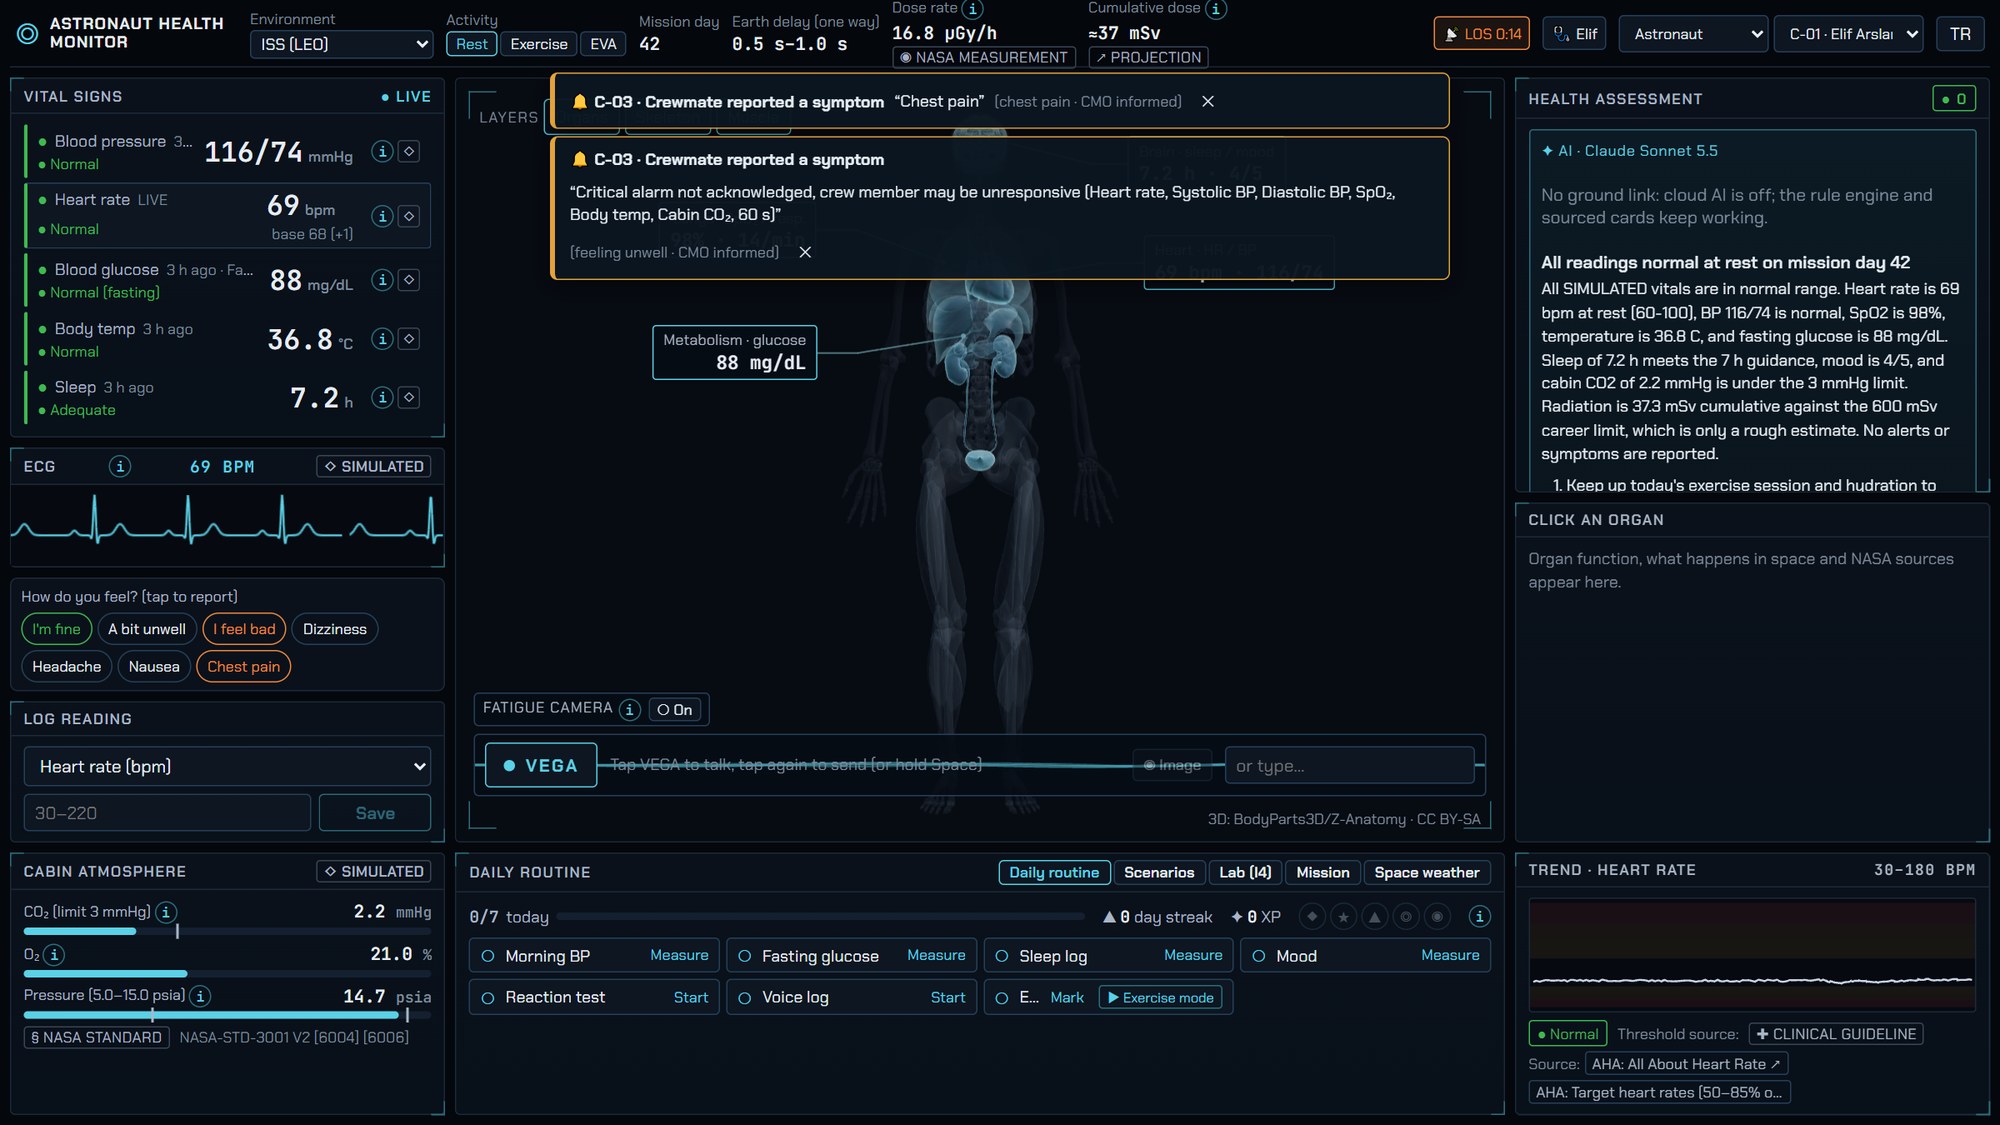 ASTRONAUT HEALTH
MONITOR
Environment
ISS (LEO)
Activity
Rest
Exercise
EVA
Mission day
42
Earth delay (one way)
0.5 s–1.0 s
Dose rate i
16.8 µGy/h
◉ NASA MEASUREMENT
Cumulative dose i
≈37 mSv
↗ PROJECTION
LOS 0:14
Elif
Astronaut
C-01 · Elif Arslan
TR
VITAL SIGNS
● LIVE
Blood pressure 3...
116/74 mmHg
Normal
Heart rate LIVE
69 bpm
Normal
base 68 (+1)
Blood glucose 3 h ago · Fa...
88 mg/dL
Normal (fasting)
Body temp 3 h ago
36.8 °C
Normal
Sleep 3 h ago
7.2 h
Adequate
ECG i
69 BPM
◇ SIMULATED
How do you feel? (tap to report)
I'm fine
A bit unwell
I feel bad
Dizziness
Headache
Nausea
Chest pain
LOG READING
Heart rate (bpm)
30–220
Save
CABIN ATMOSPHERE
◇ SIMULATED
CO₂ (limit 3 mmHg) i
2.2 mmHg
O₂ i
21.0 %
Pressure (5.0–15.0 psia) i
14.7 psia
§ NASA STANDARD
NASA-STD-3001 V2 [6004] [6006]
LAYERS
C-03 · Crewmate reported a symptom “Chest pain” (chest pain · CMO informed) ✕
C-03 · Crewmate reported a symptom
“Critical alarm not acknowledged, crew member may be unresponsive (Heart rate, Systolic BP, Diastolic BP, SpO₂,
Body temp, Cabin CO₂, 60 s)”
(feeling unwell · CMO informed) ✕
7.2 h · 4/5
98% · 14/min
69 bpm · 116/74
Metabolism · glucose
88 mg/dL
FATIGUE CAMERA i
On
VEGA
Tap VEGA to talk, tap again to send (or hold Space)
◉ Image
or type...
3D: BodyParts3D/Z-Anatomy · CC BY-SA
DAILY ROUTINE
Daily routine
Scenarios
Lab (I4)
Mission
Space weather
0/7 today
▲ 0 day streak
✦ 0 XP
i
Morning BP
Measure
Fasting glucose
Measure
Sleep log
Measure
Mood
Measure
Reaction test
Start
Voice log
Start
E...
Mark
▶ Exercise mode
HEALTH ASSESSMENT
● 0
✦ AI · Claude Sonnet 5.5
No ground link: cloud AI is off; the rule engine and
sourced cards keep working.
All readings normal at rest on mission day 42
All SIMULATED vitals are in normal range. Heart rate is 69
bpm at rest (60-100), BP 116/74 is normal, SpO2 is 98%,
temperature is 36.8 C, and fasting glucose is 88 mg/dL.
Sleep of 7.2 h meets the 7 h guidance, mood is 4/5, and
cabin CO2 of 2.2 mmHg is under the 3 mmHg limit.
Radiation is 37.3 mSv cumulative against the 600 mSv
career limit, which is only a rough estimate. No alerts or
symptoms are reported.
1. Keep up today's exercise session and hydration to
CLICK AN ORGAN
Organ function, what happens in space and NASA sources
appear here.
TREND · HEART RATE
30–180 BPM
● Normal
Threshold source:
✚ CLINICAL GUIDELINE
Source:
AHA: All About Heart Rate ↗
AHA: Target heart rates (50–85% o...